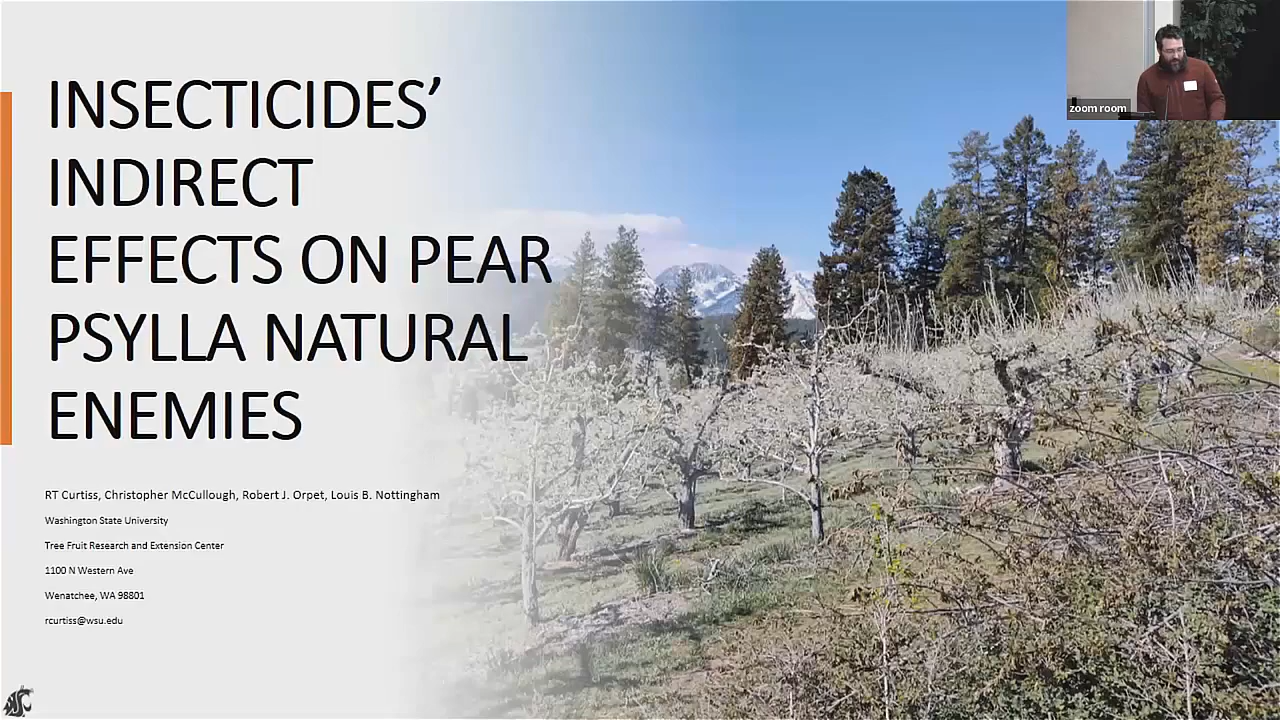 zoom room
INSECTICIDES’
INDIRECT
EFFECTS ON PEAR
PSYLLA NATURAL
ENEMIES
RT Curtiss, Christopher McCullough, Robert J. Orpet, Louis B. Nottingham
Washington State University
Tree Fruit Research and Extension Center
1100 N Western Ave
Wenatchee, WA 98801
rcurtiss@wsu.edu